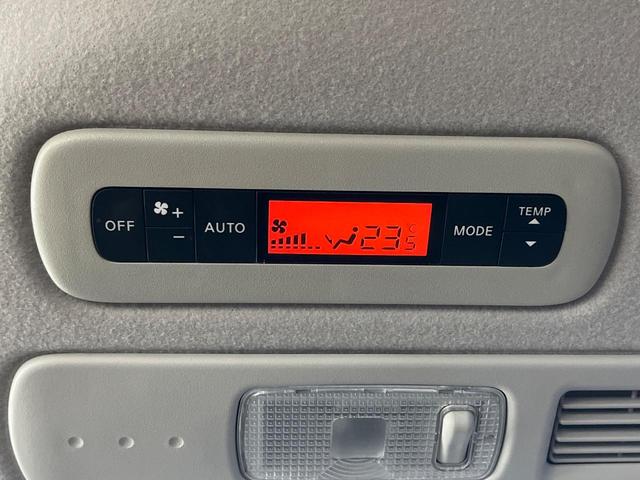 OFF + AUTO 23.5°C MODE TEMP
−